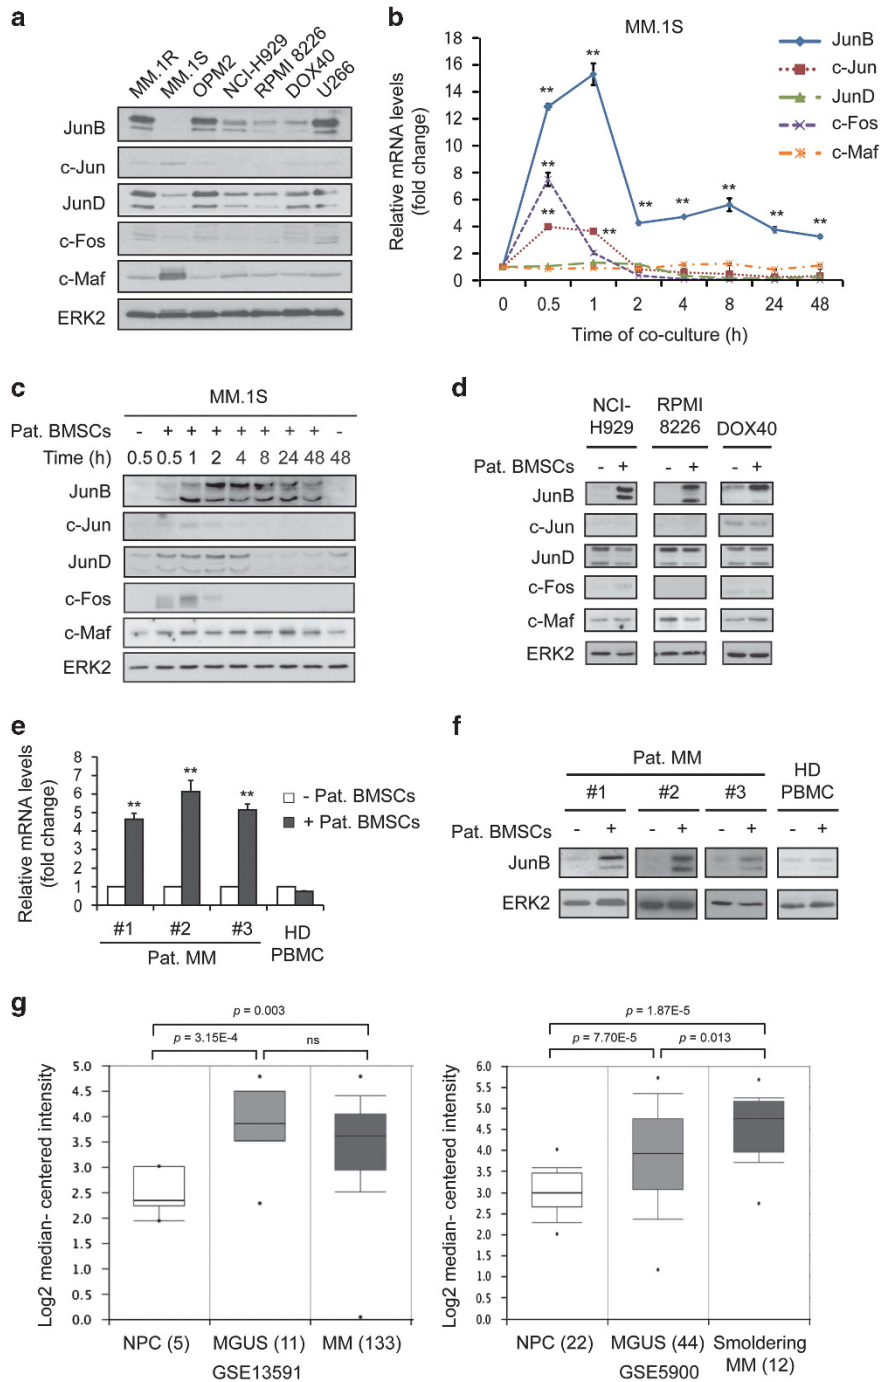 a
MM.1R MM.1S OPM2 NCI-H929 RPMI 8226 DOX40 U266
JunB
c-Jun
JunD
c-Fos
c-Maf
ERK2
b
MM.1S
Relative mRNA levels
(fold change)
18
16
14
12
10
8
6
4
2
0
** ** ** ** ** ** ** ** ** ** **
0 0.5 1 2 4 8 24 48
Time of co-culture (h)
JunB
c-Jun
JunD
c-Fos
c-Maf
c
MM.1S
Pat. BMSCs - + + + + + + + -
Time (h) 0.5 0.5 1 2 4 8 24 48 48
JunB
c-Jun
JunD
c-Fos
c-Maf
ERK2
d
NCI-H929 RPMI 8226 DOX40
Pat. BMSCs - + - + - +
JunB
c-Jun
JunD
c-Fos
c-Maf
ERK2
e
Relative mRNA levels
(fold change)
8
7
6
5
4
3
2
1
0
** ** **
- Pat. BMSCs
+ Pat. BMSCs
#1 #2 #3 HD
Pat. MM PBMC
f
Pat. MM HD
#1 #2 #3 PBMC
Pat. BMSCs - + - + - + - +
JunB
ERK2
g
p = 0.003
p = 3.15E-4 ns
Log2 median- centered intensity
5.0
4.5
4.0
3.5
3.0
2.5
2.0
1.5
1.0
0.5
0.0
NPC (5) MGUS (11) MM (133)
GSE13591
p = 1.87E-5
p = 7.70E-5 p = 0.013
Log2 median- centered intensity
6.0
5.5
5.0
4.5
4.0
3.5
3.0
2.5
2.0
1.5
1.0
0.5
0.0
NPC (22) MGUS (44) Smoldering
GSE5900 MM (12)